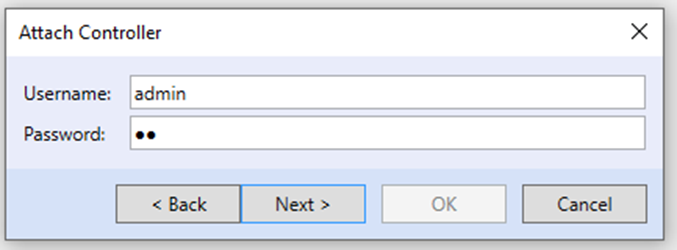 Attach Controller
Username: admin
Password: ●●
< Back Next > OK Cancel